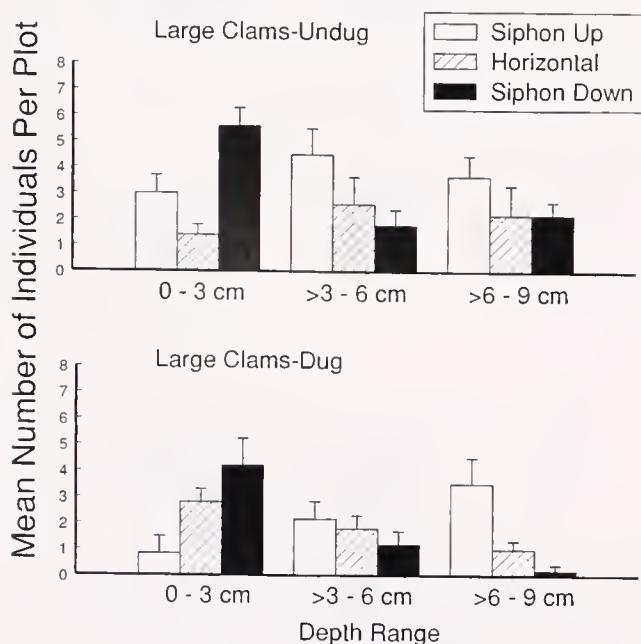 Large Clams-Undug
Siphon Up
Horizontal
Siphon Down
Mean Number of Individuals Per Plot
8
7
6
5
4
3
2
1
0
0 - 3 cm >3 - 6 cm >6 - 9 cm
Large Clams-Dug
8
7
6
5
4
3
2
1
0
0 - 3 cm >3 - 6 cm >6 - 9 cm
Depth Range